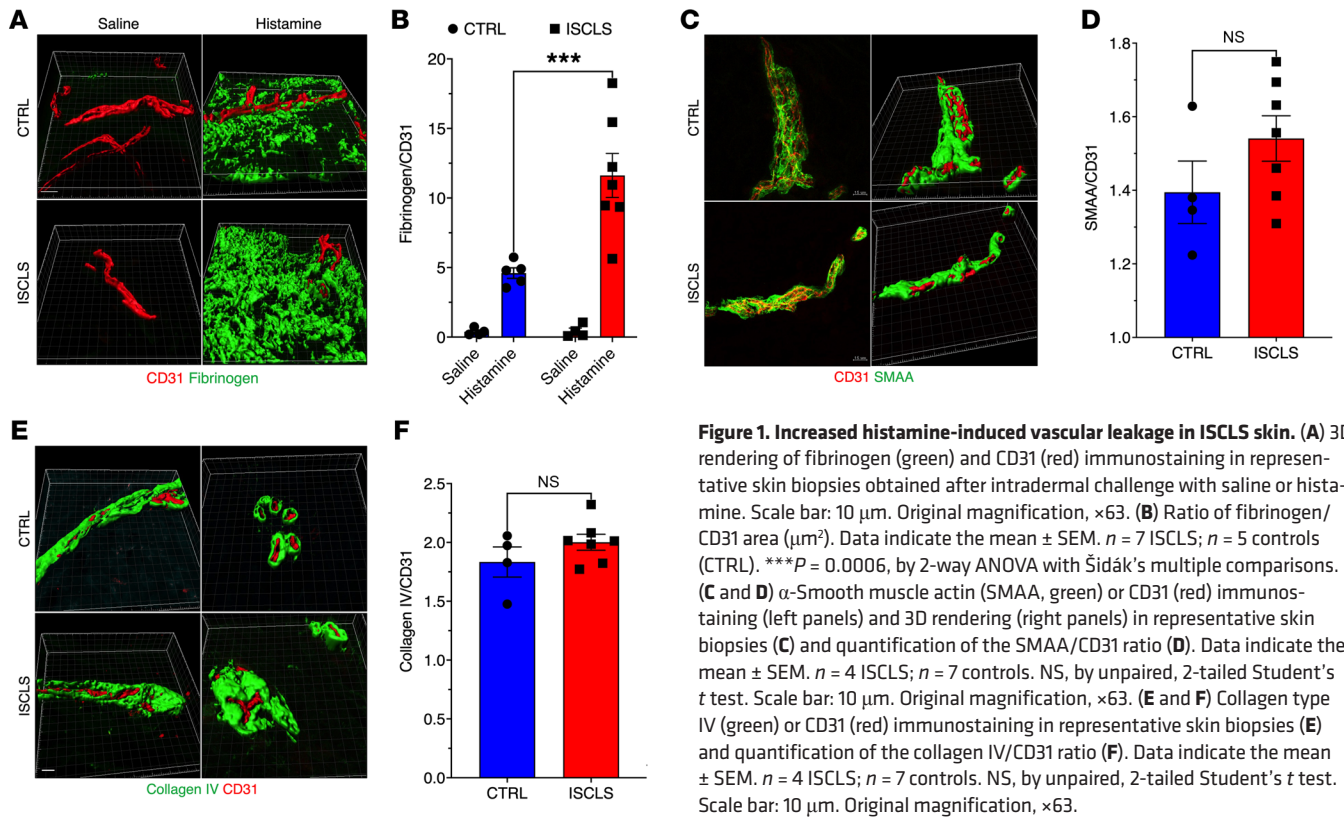 A
Saline
Histamine
CTRL
ISCLS
CD31 Fibrinogen
B
CTRL
ISCLS
***
Fibrinogen/CD31
20
15
10
5
0
Saline
Histamine
Saline
Histamine
C
CTRL
ISCLS
10 μm
10 μm
CD31 SMAA
D
NS
SMAA/CD31
1.8
1.6
1.4
1.2
1.0
CTRL
ISCLS
E
CTRL
ISCLS
Collagen IV CD31
F
NS
Collagen IV/CD31
2.5
2.0
1.5
1.0
0.5
0.0
CTRL
ISCLS
Figure 1. Increased histamine-induced vascular leakage in ISCLS skin. (A) 3D
rendering of fibrinogen (green) and CD31 (red) immunostaining in represen-
tative skin biopsies obtained after intradermal challenge with saline or hista-
mine. Scale bar: 10 μm. Original magnification, ×63. (B) Ratio of fibrinogen/
CD31 area (μm²). Data indicate the mean ± SEM. n = 7 ISCLS; n = 5 controls
(CTRL). ***P = 0.0006, by 2-way ANOVA with Šidák's multiple comparisons.
(C and D) α-Smooth muscle actin (SMAA, green) or CD31 (red) immunos-
taining (left panels) and 3D rendering (right panels) in representative skin
biopsies (C) and quantification of the SMAA/CD31 ratio (D). Data indicate the
mean ± SEM. n = 4 ISCLS; n = 7 controls. NS, by unpaired, 2-tailed Student's
t test. Scale bar: 10 μm. Original magnification, ×63. (E and F) Collagen type
IV (green) or CD31 (red) immunostaining in representative skin biopsies (E)
and quantification of the collagen IV/CD31 ratio (F). Data indicate the mean
± SEM. n = 4 ISCLS; n = 7 controls. NS, by unpaired, 2-tailed Student's t test.
Scale bar: 10 μm. Original magnification, ×63.